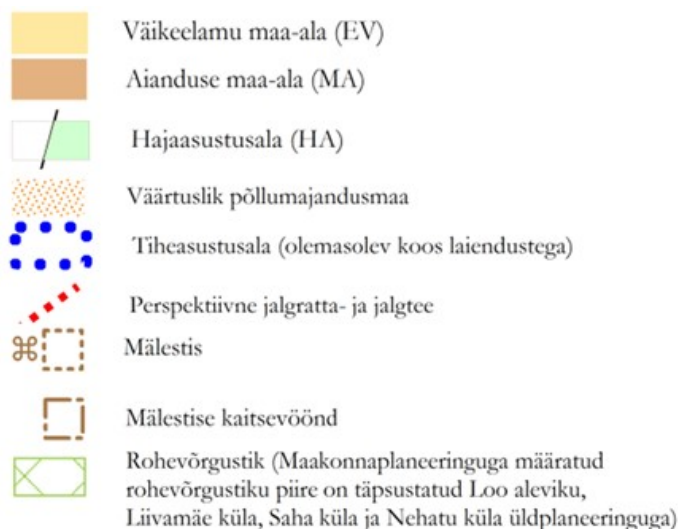 Väikeelamu maa-ala (EV)
Aianduse maa-ala (MA)
Hajaasustusala (HA)
Väärtuslik põllumajandusmaa
Tiheasustusala (olemasolev koos laiendustega)
Perspektiivne jalgratta- ja jalgtee
Mälestis
Mälestise kaitsevöönd
Rohevõrgustik (Maakonnaplaneeringuga määratud
rohevõrgustiku piire on täpsustatud Loo aleviku,
Liivamäe küla, Saha küla ja Nehatu küla üldplaneeringuga)